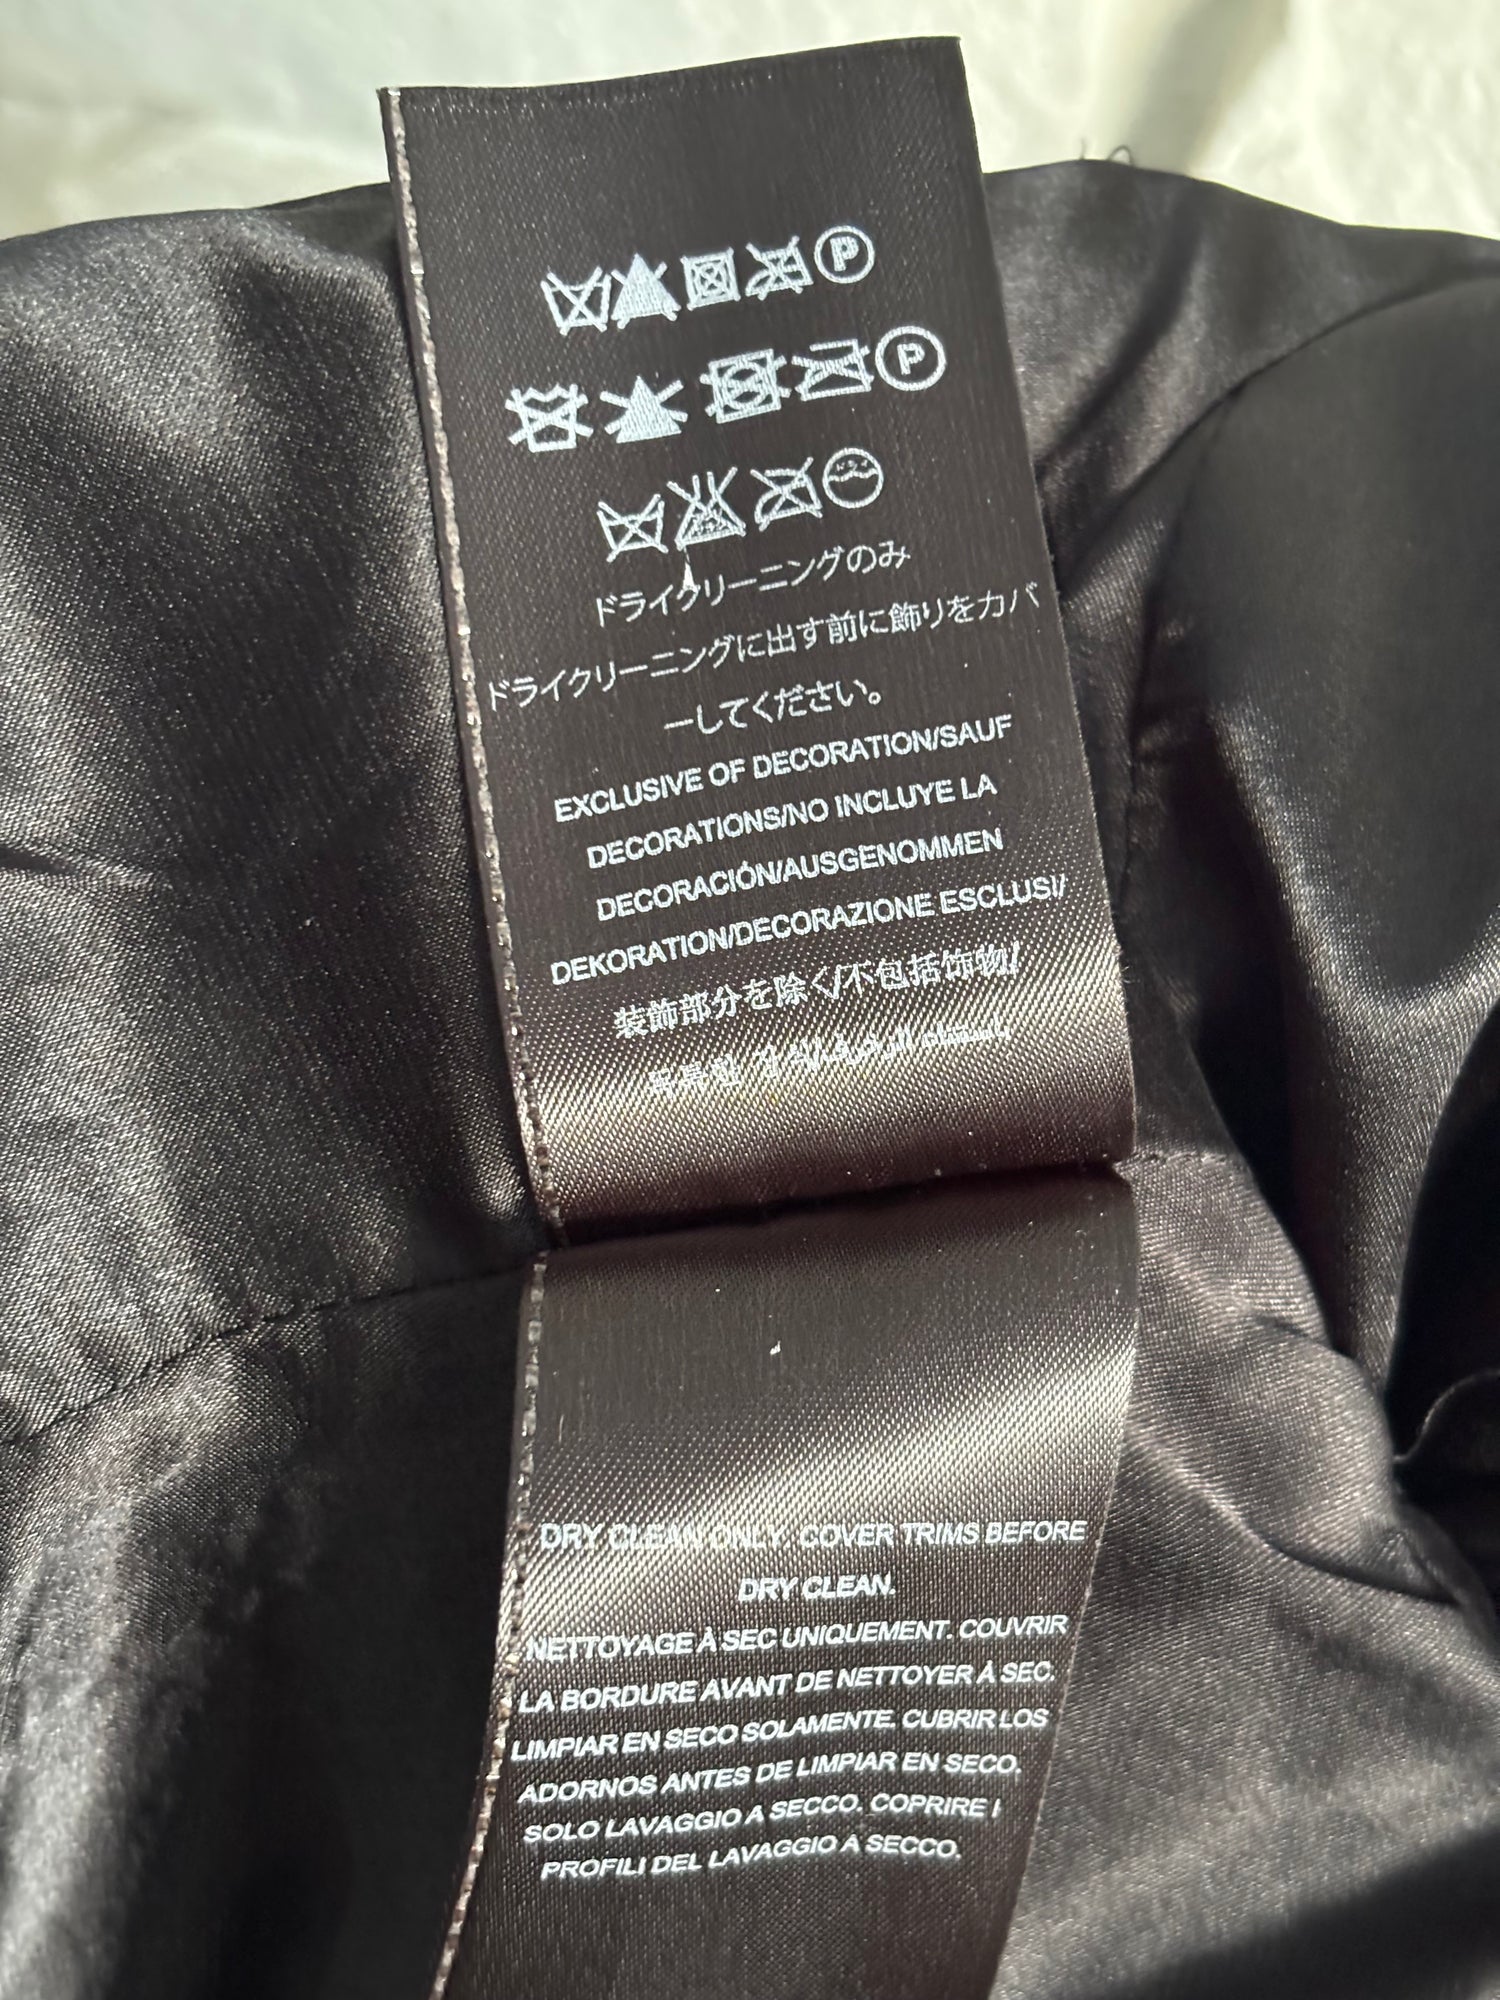 P
P
ドライ
ドライクリーニングのみ
ドライクリーニングに出す前に飾りをカバ
ーしてください。
EXCLUSIVE OF DECORATION/SAUF
DECORATIONS/NO INCLUYE LA
DECORACIÓN/AUSGENOMMEN
DEKORATION/DECORAZIONE ESCLUSI/
装飾部分を除く/不包括饰物/
DRY CLEAN ONLY. COVER TRIMS BEFORE
DRY CLEAN.
NETTOYAGE À SEC UNIQUEMENT. COUVRIR
LA BORDURE AVANT DE NETTOYER À SEC.
LIMPIAR EN SECO SOLAMENTE. CUBRIR LOS
ADORNOS ANTES DE LIMPIAR EN SECO.
SOLO LAVAGGIO A SECCO. COPRIRE I
PROFILI DEL LAVAGGIO A SECCO.